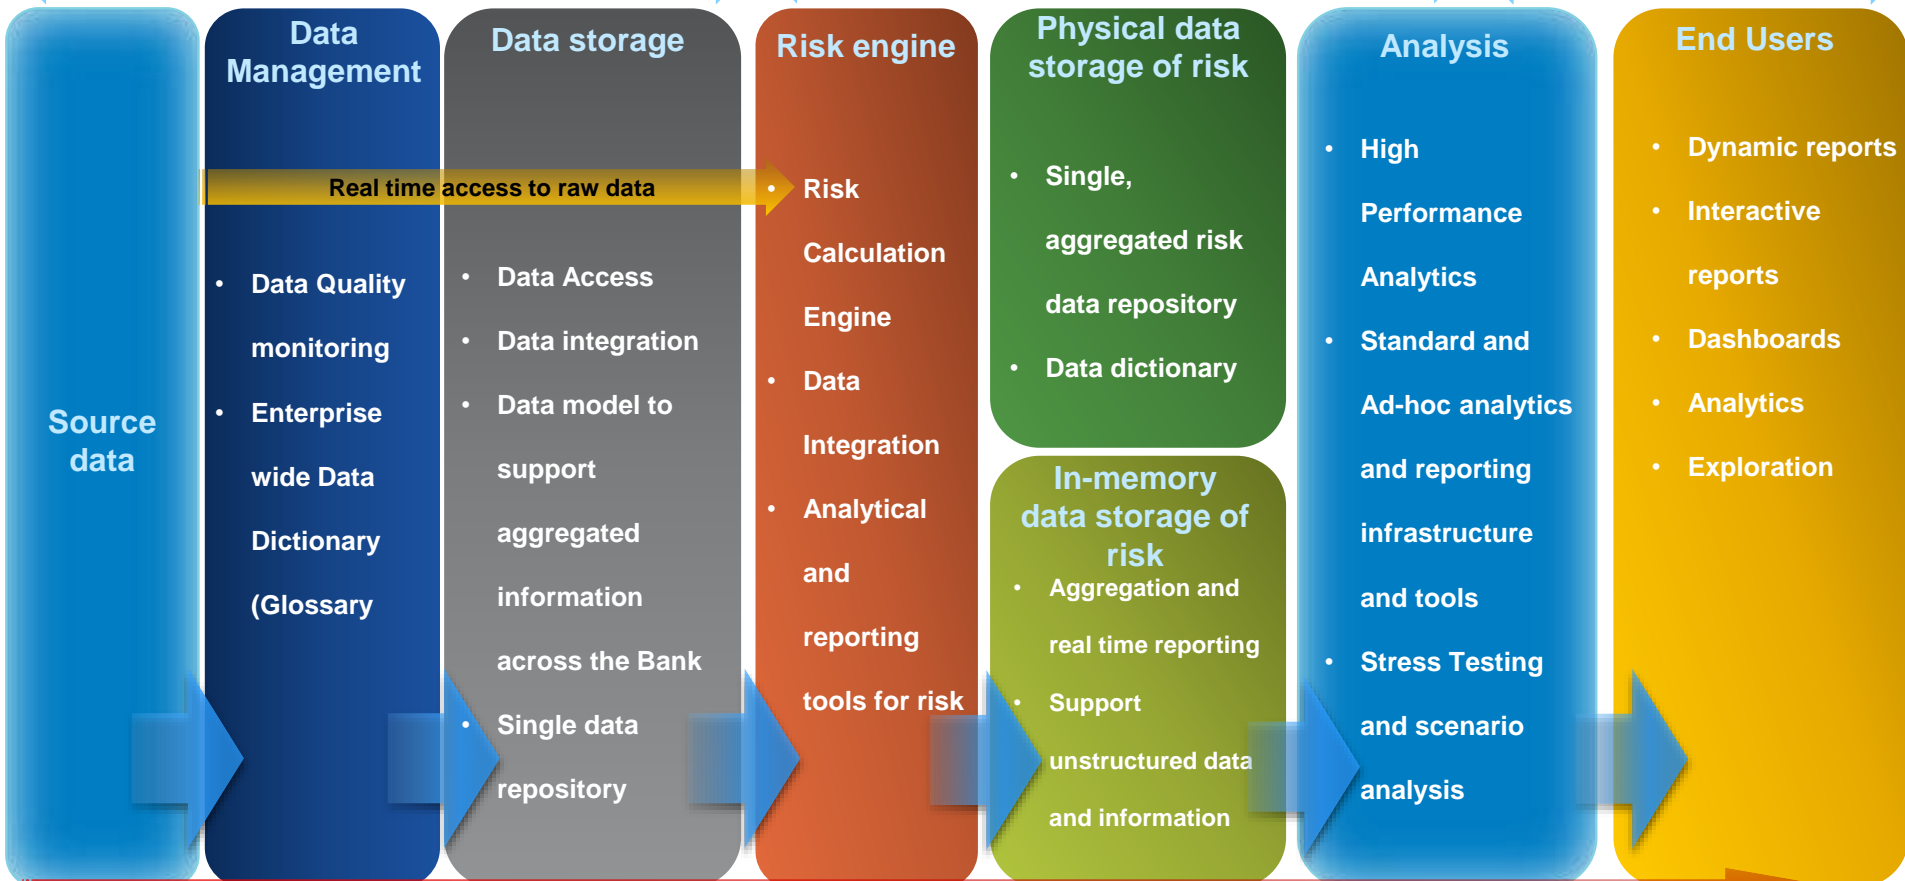 Source
data
Data
Management
• Data Quality
monitoring
• Enterprise
wide Data
Dictionary
(Glossary
Data storage
• Data Access
• Data integration
• Data model to
support
aggregated
information
across the Bank
• Single data
repository
Real time access to raw data
Risk engine
• Risk
Calculation
Engine
• Data
Integration
• Analytical
and
reporting
tools for risk
Physical data
storage of risk
• Single,
aggregated risk
data repository
• Data dictionary
In-memory
data storage of
risk
• Aggregation and
real time reporting
• Support
unstructured data
and information
Analysis
• High
Performance
Analytics
• Standard and
Ad-hoc analytics
and reporting
infrastructure
and tools
• Stress Testing
and scenario
analysis
End Users
• Dynamic reports
• Interactive
reports
• Dashboards
• Analytics
• Exploration